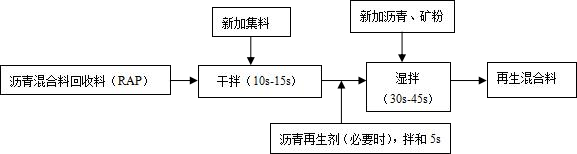 新加集料
新加沥青、矿粉
沥青混合料回收料（RAP）
干拌（10s-15s）
湿拌
（30s-45s）
再生混合料
沥青再生剂（必要时），拌和 5s